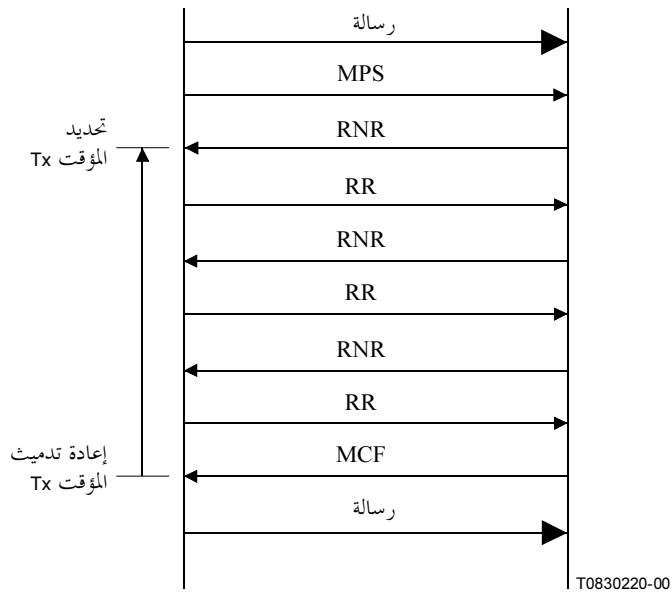 رسالة
MPS
تحديد
المؤقت Tx
RNR
RR
RNR
RR
RNR
RR
إعادة تدميث
المؤقت Tx
MCF
رسالة
T0830220-00